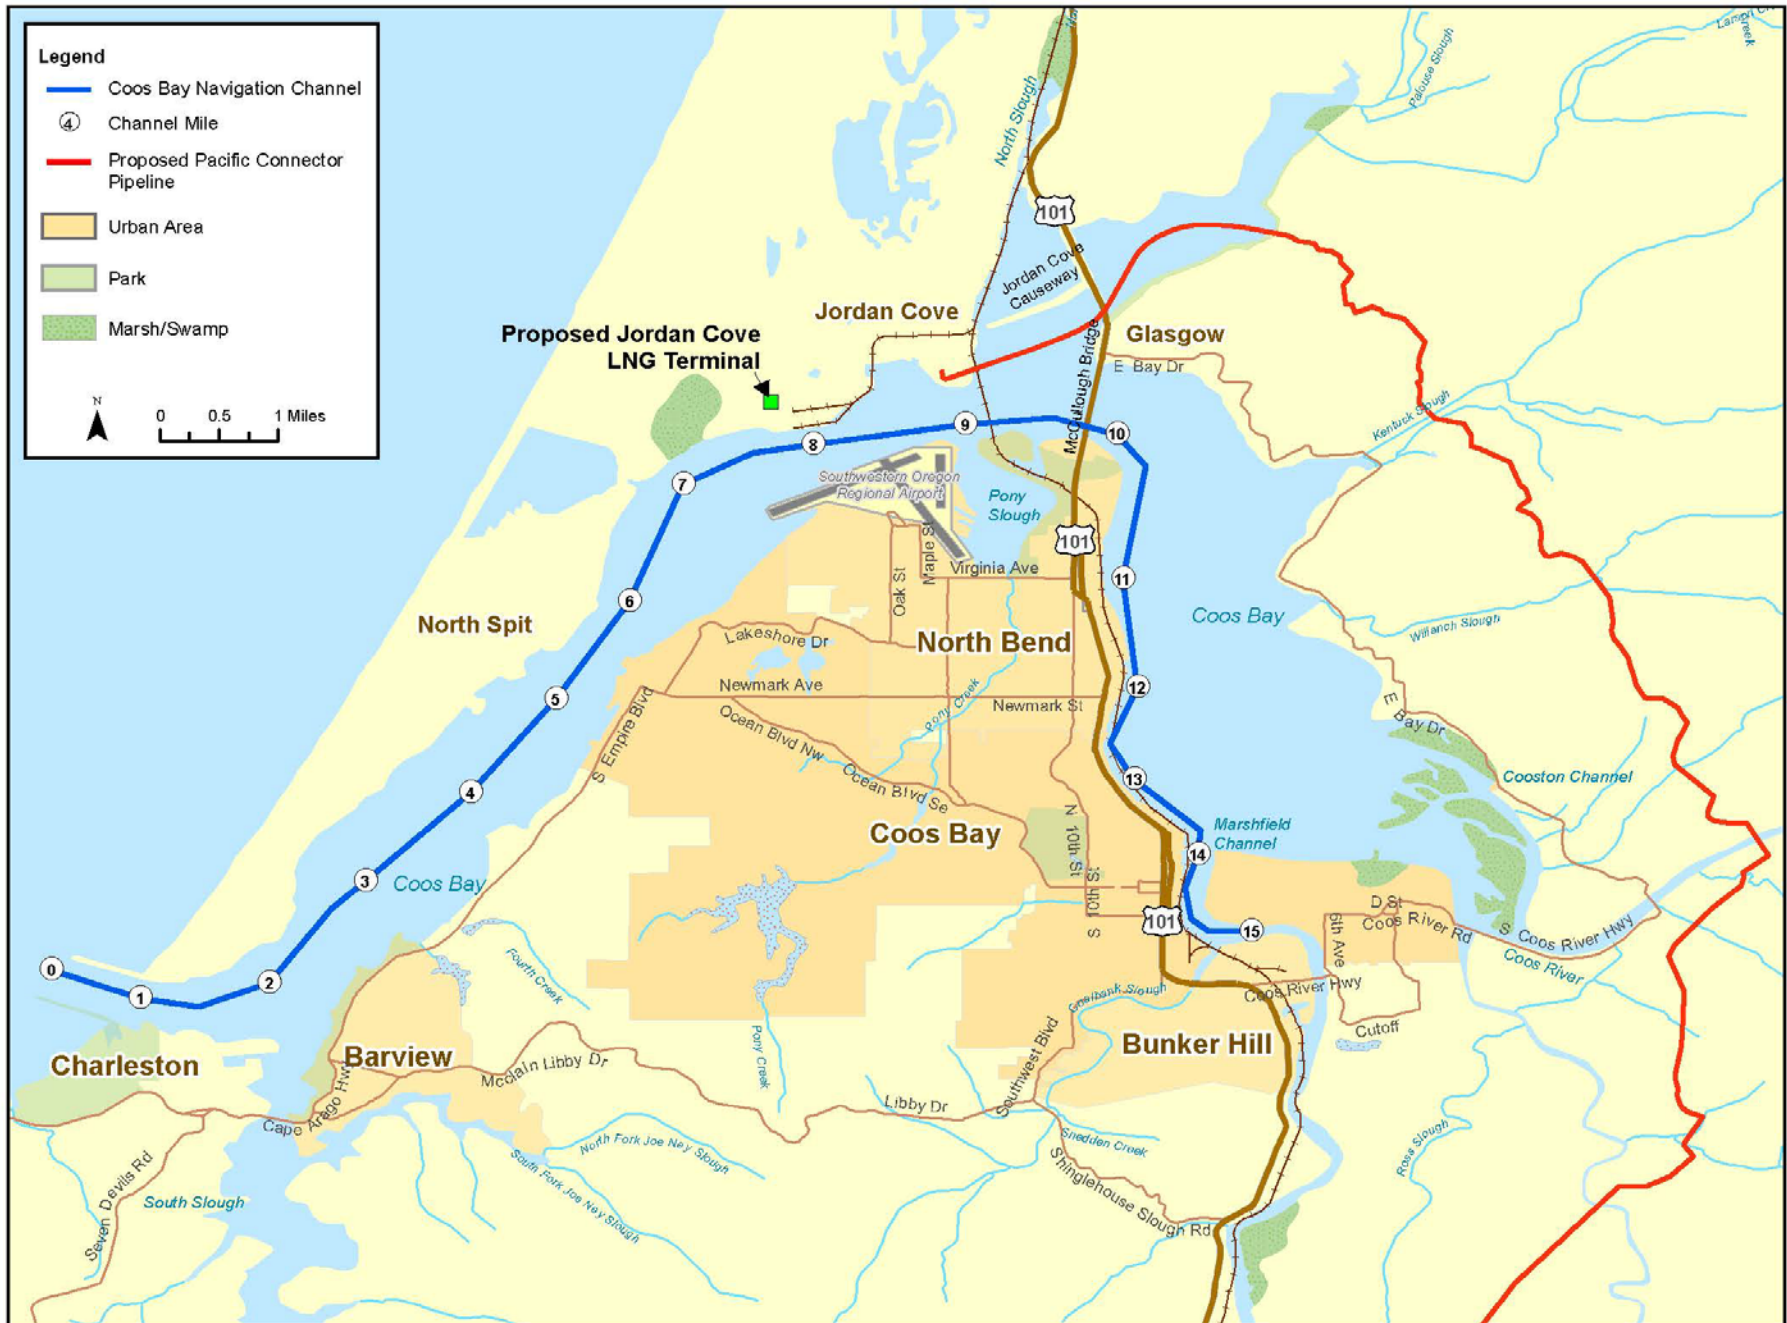 Legend
Coos Bay Navigation Channel
4
Channel Mile
Proposed Pacific Connector
Pipeline
Urban Area
Park
Marsh/Swamp
N
0 0.5 1 Miles
Palouse Slough
Creek
North Slough
101
Jordan Cove
Causeway
Jordan Cove
Proposed Jordan Cove
LNG Terminal
McCullough Bridge
Glasgow
E Bay Dr
Kentuck Slough
0
1
2
3
4
5
6
7
8
9
10
11
12
13
14
15
Southwestern Oregon
Regional Airport
Pony
Slough
101
Maple St
Oak St
Virginia Ave
North Spit
Lakeshore Dr
North Bend
Coos Bay
Willanch Slough
Newmark Ave
Newmark St
Pony Creek
E Bay Dr
S Empire Blvd
Ocean Blvd Nw
Ocean Blvd Se
Coos Bay
N 10th St
Marshfield
Channel
Cooston Channel
Coos Bay
S 10th St
101
D St
Coos River Rd
6th Ave
S Coos River Hwy
Coos River
Fourth Creek
Coalbank Slough
Coos River Hwy
Cutoff
Charleston
Barview
Mcclain Libby Dr
Pony Creek
Southwest Blvd
Bunker Hill
Cape Arago Hwy
Libby Dr
Snedden Creek
Ross Slough
North Fork Joe Ney Slough
South Fork Joe Ney Slough
Shinglehouse Slough Rd
Seven Devils Rd
South Slough